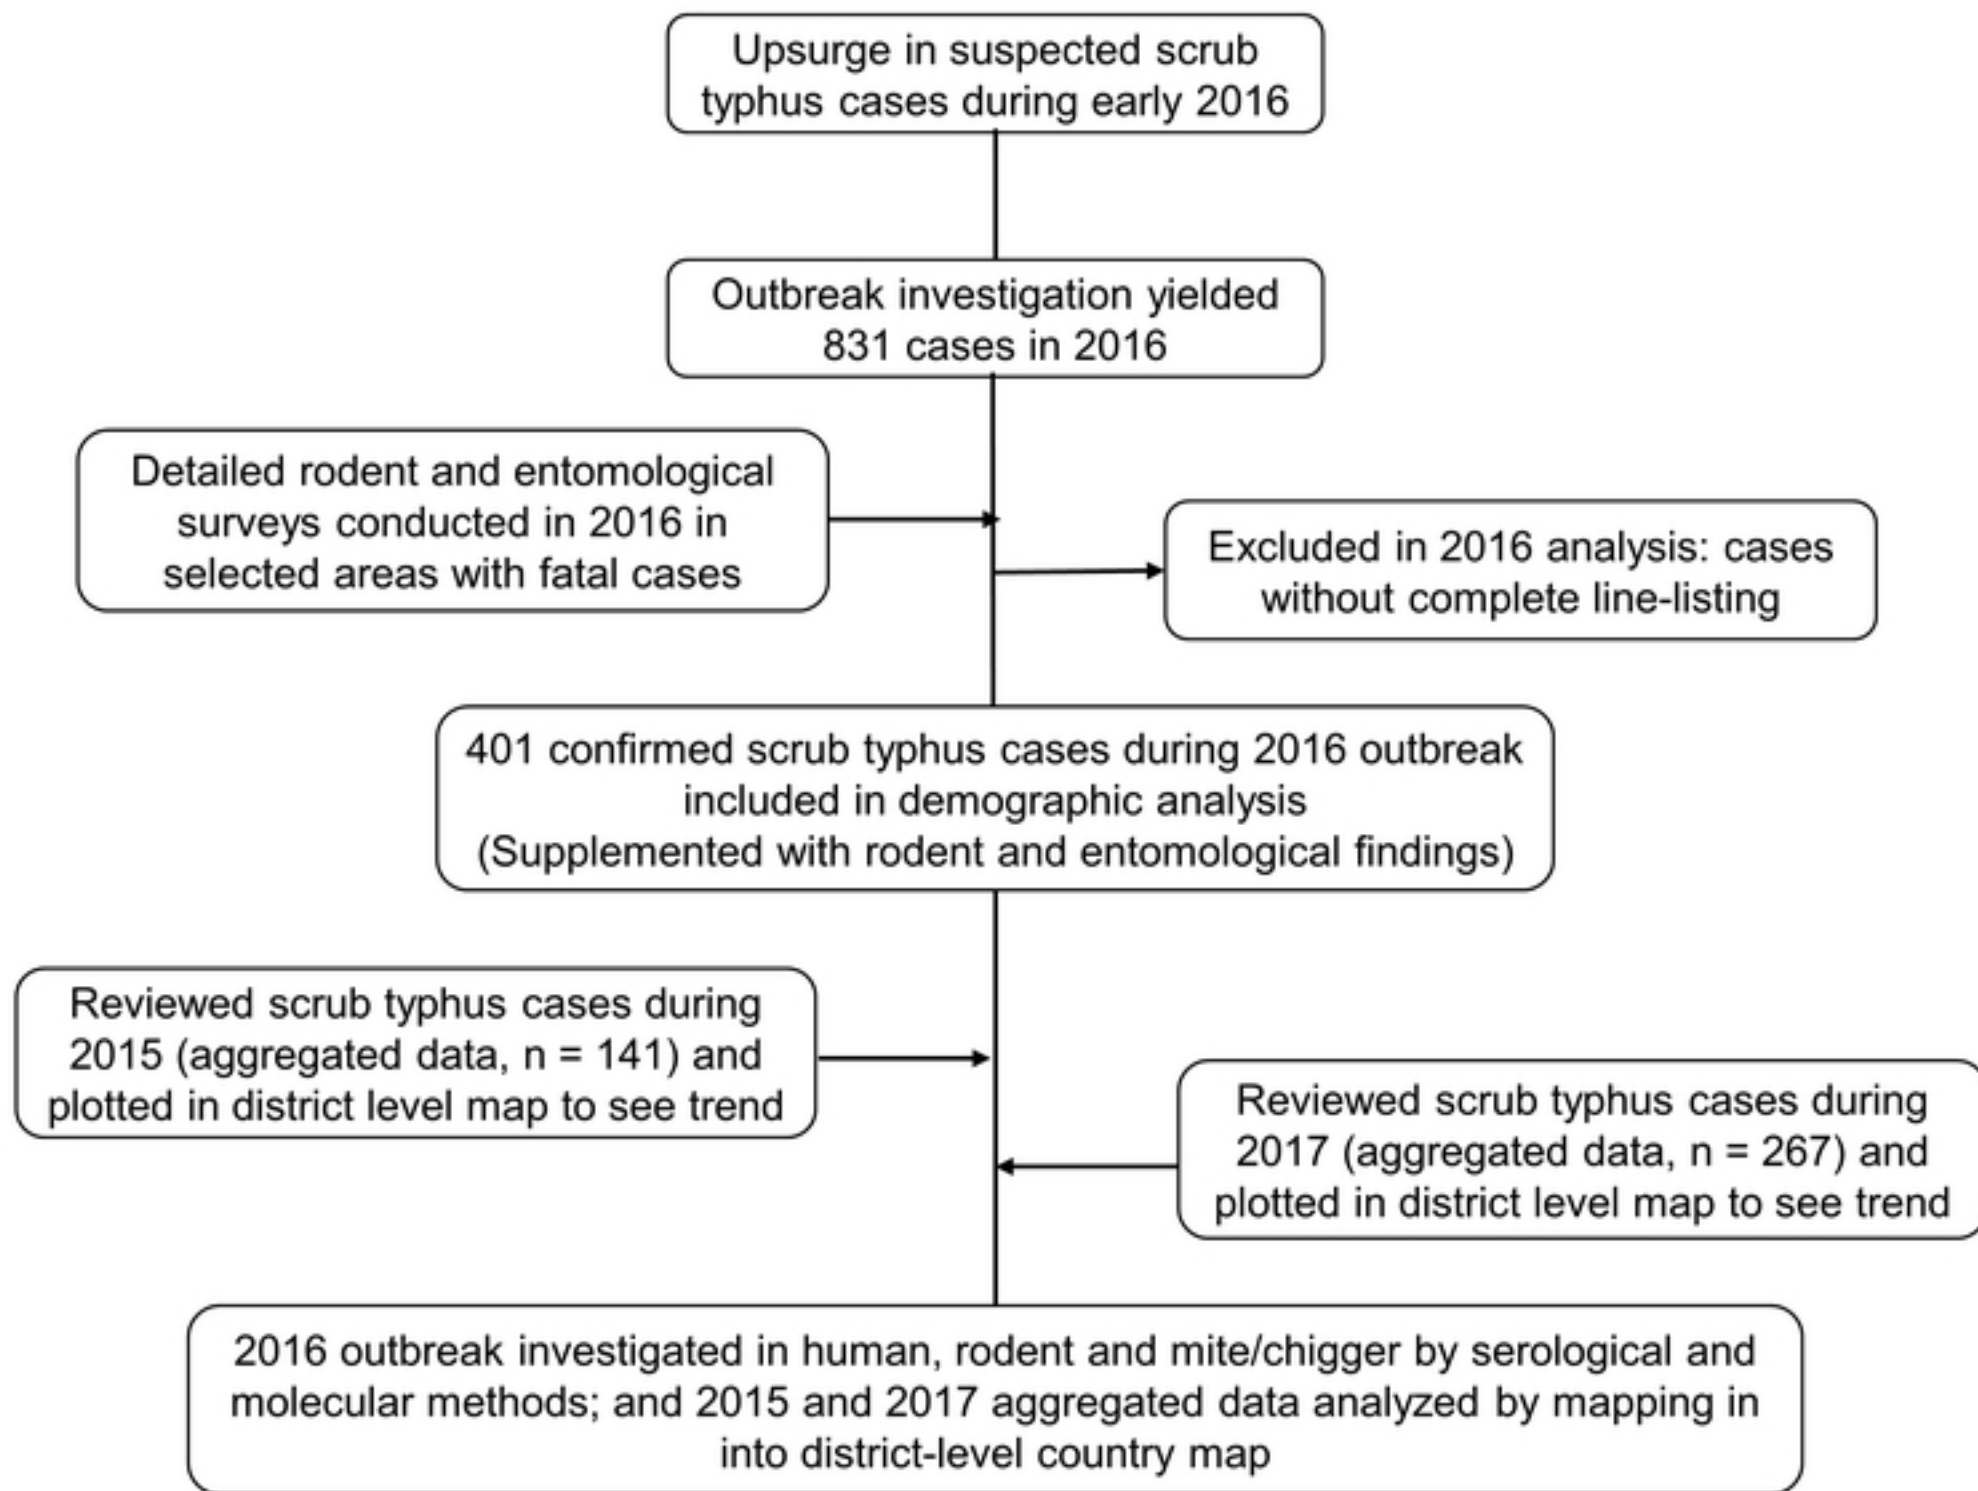 Upsurge in suspected scrub
typhus cases during early 2016
Outbreak investigation yielded
831 cases in 2016
Detailed rodent and entomological
surveys conducted in 2016 in
selected areas with fatal cases
Excluded in 2016 analysis: cases
without complete line-listing
401 confirmed scrub typhus cases during 2016 outbreak
included in demographic analysis
(Supplemented with rodent and entomological findings)
Reviewed scrub typhus cases during
2015 (aggregated data, n = 141) and
plotted in district level map to see trend
Reviewed scrub typhus cases during
2017 (aggregated data, n = 267) and
plotted in district level map to see trend
2016 outbreak investigated in human, rodent and mite/chigger by serological and
molecular methods; and 2015 and 2017 aggregated data analyzed by mapping in
into district-level country map